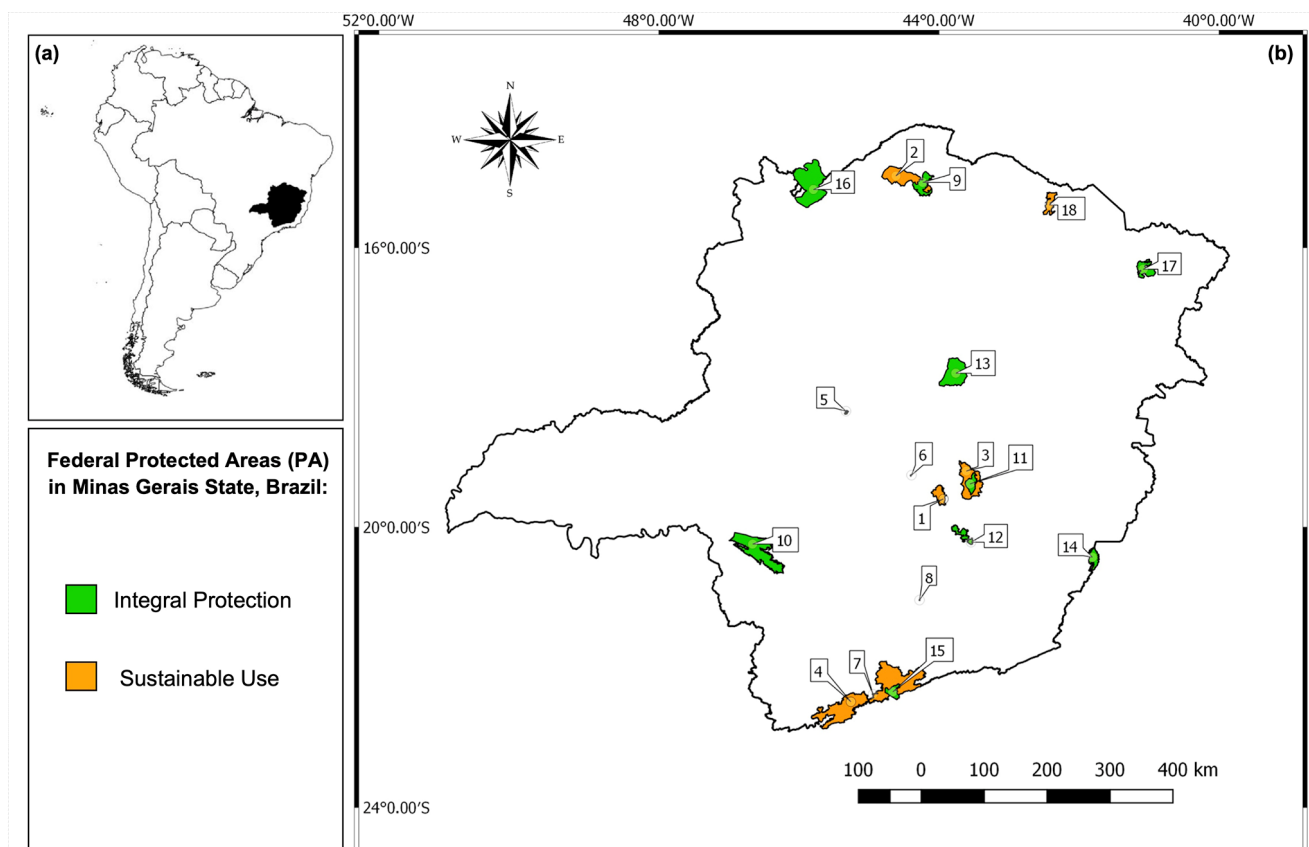 52°0.00′W 48°0.00′W 44°0.00′W 40°0.00′W
(a)
(b)
N
W E
S
2
9
16
18
16°0.00′S
17
13
5
6 3 11
1
20°0.00′S
12
10
14
8
Federal Protected Areas (PA)
in Minas Gerais State, Brazil:
Integral Protection
Sustainable Use
4 7 15
100 0 100 200 300 400 km
24°0.00′S